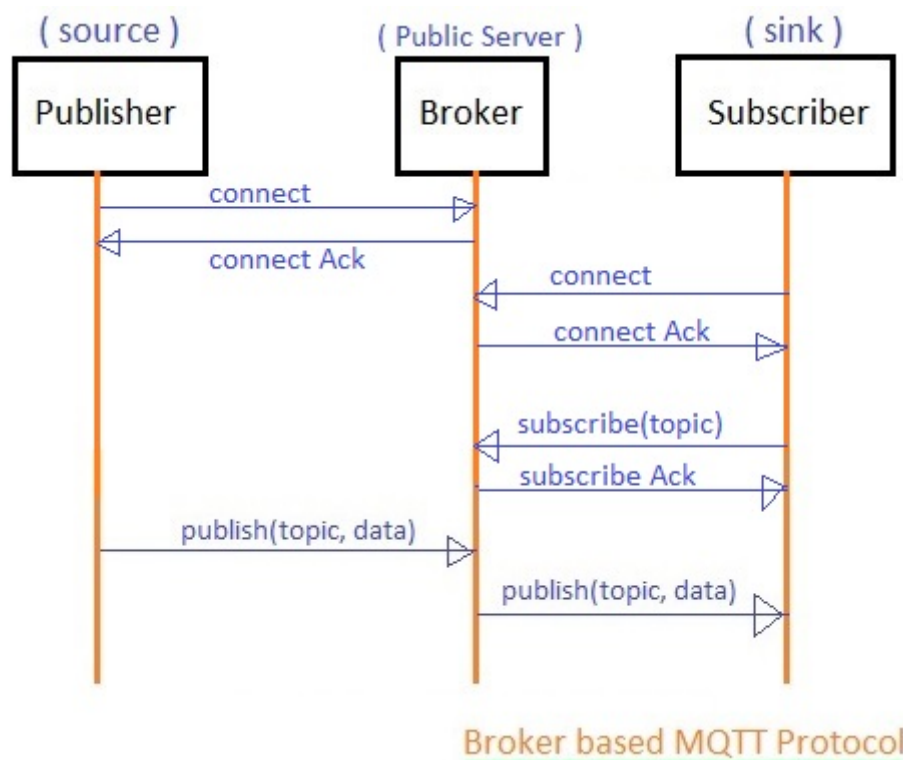 ( source )
( Public Server )
( sink )
Publisher
Broker
Subscriber
connect
connect Ack
connect
connect Ack
subscribe(topic)
subscribe Ack
publish(topic, data)
publish(topic, data)
Broker based MQTT Protocol